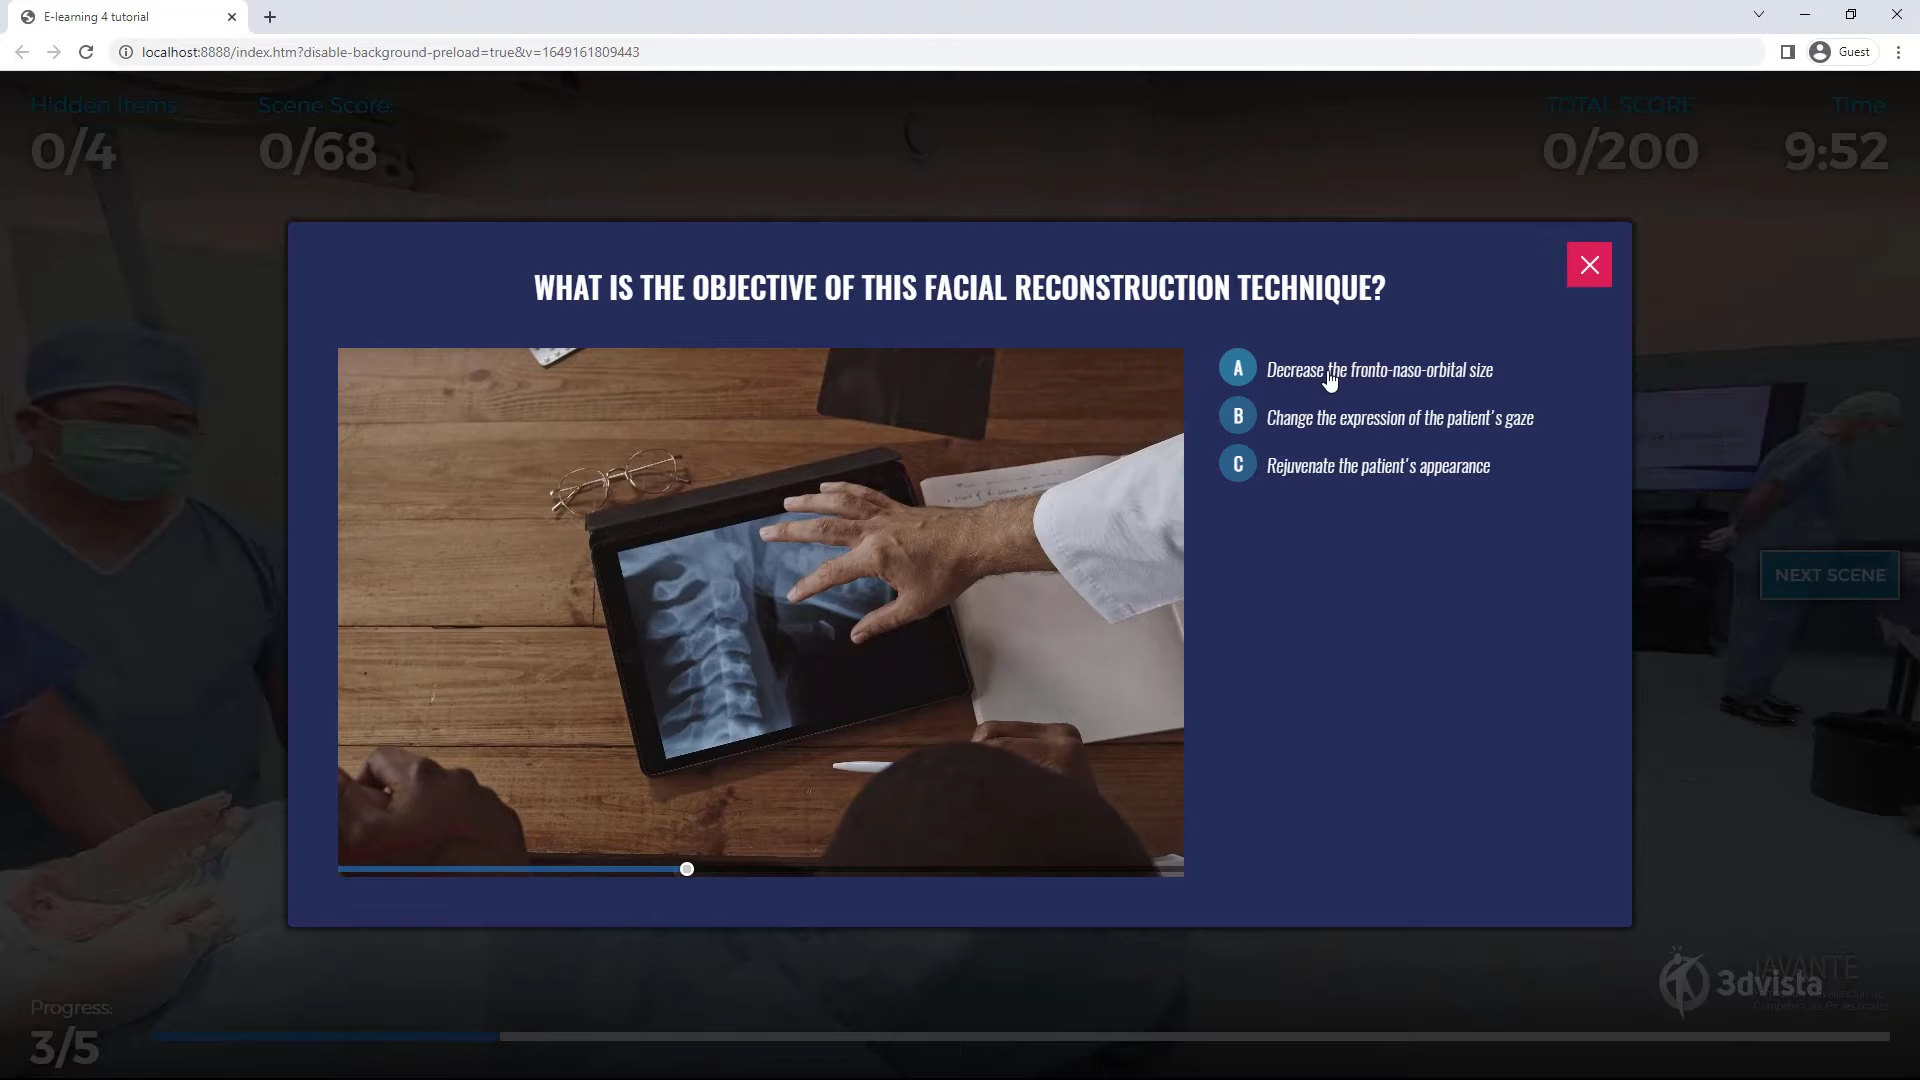 E-learning 4 tutorial
localhost:8888/index.htm?disable-background-preload=true&v=1649161809443
Guest
Hidden Items
Scene Score:
TOTAL SCORE
Time
0/4
0/68
0/200
9:52
WHAT IS THE OBJECTIVE OF THIS FACIAL RECONSTRUCTION TECHNIQUE?
A Decrease the fronto-naso-orbital size
B Change the expression of the patient's gaze
C Rejuvenate the patient's appearance
NEXT SCENE
IAVANTE
3dvista
Competencias Profesionales
Progress:
3/5